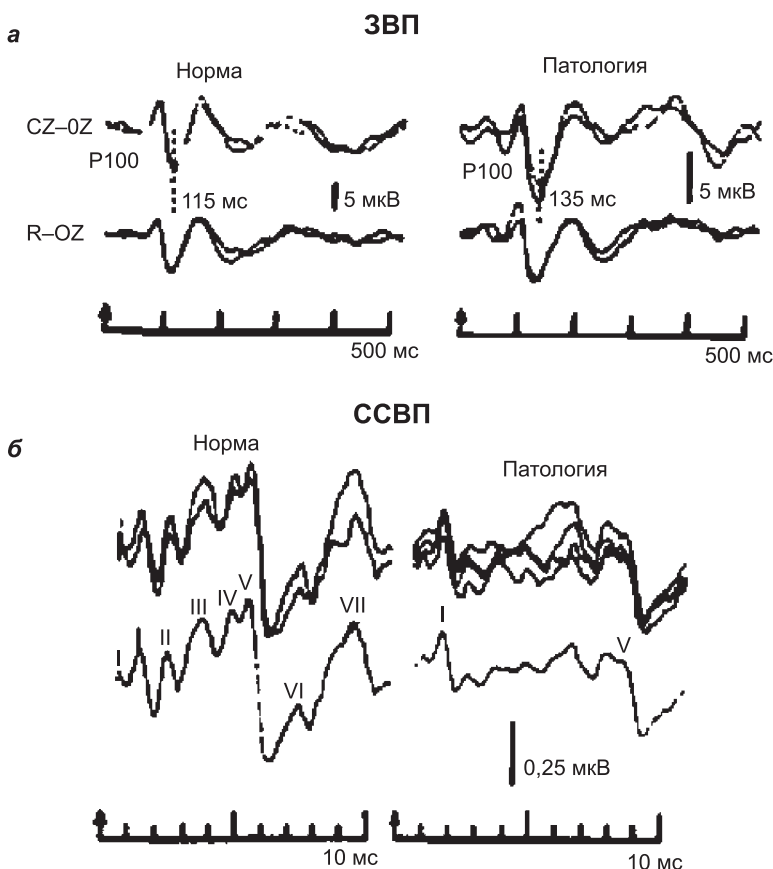 а
ЗВП
Норма
Патология
CZ–0Z
P100
115 мс
5 мкВ
P100
135 мс
5 мкВ
R–OZ
500 мс
500 мс
ССВП
б
Норма
Патология
I
II
III
IV
V
VI
VII
I
V
0,25 мкВ
10 мс
10 мс